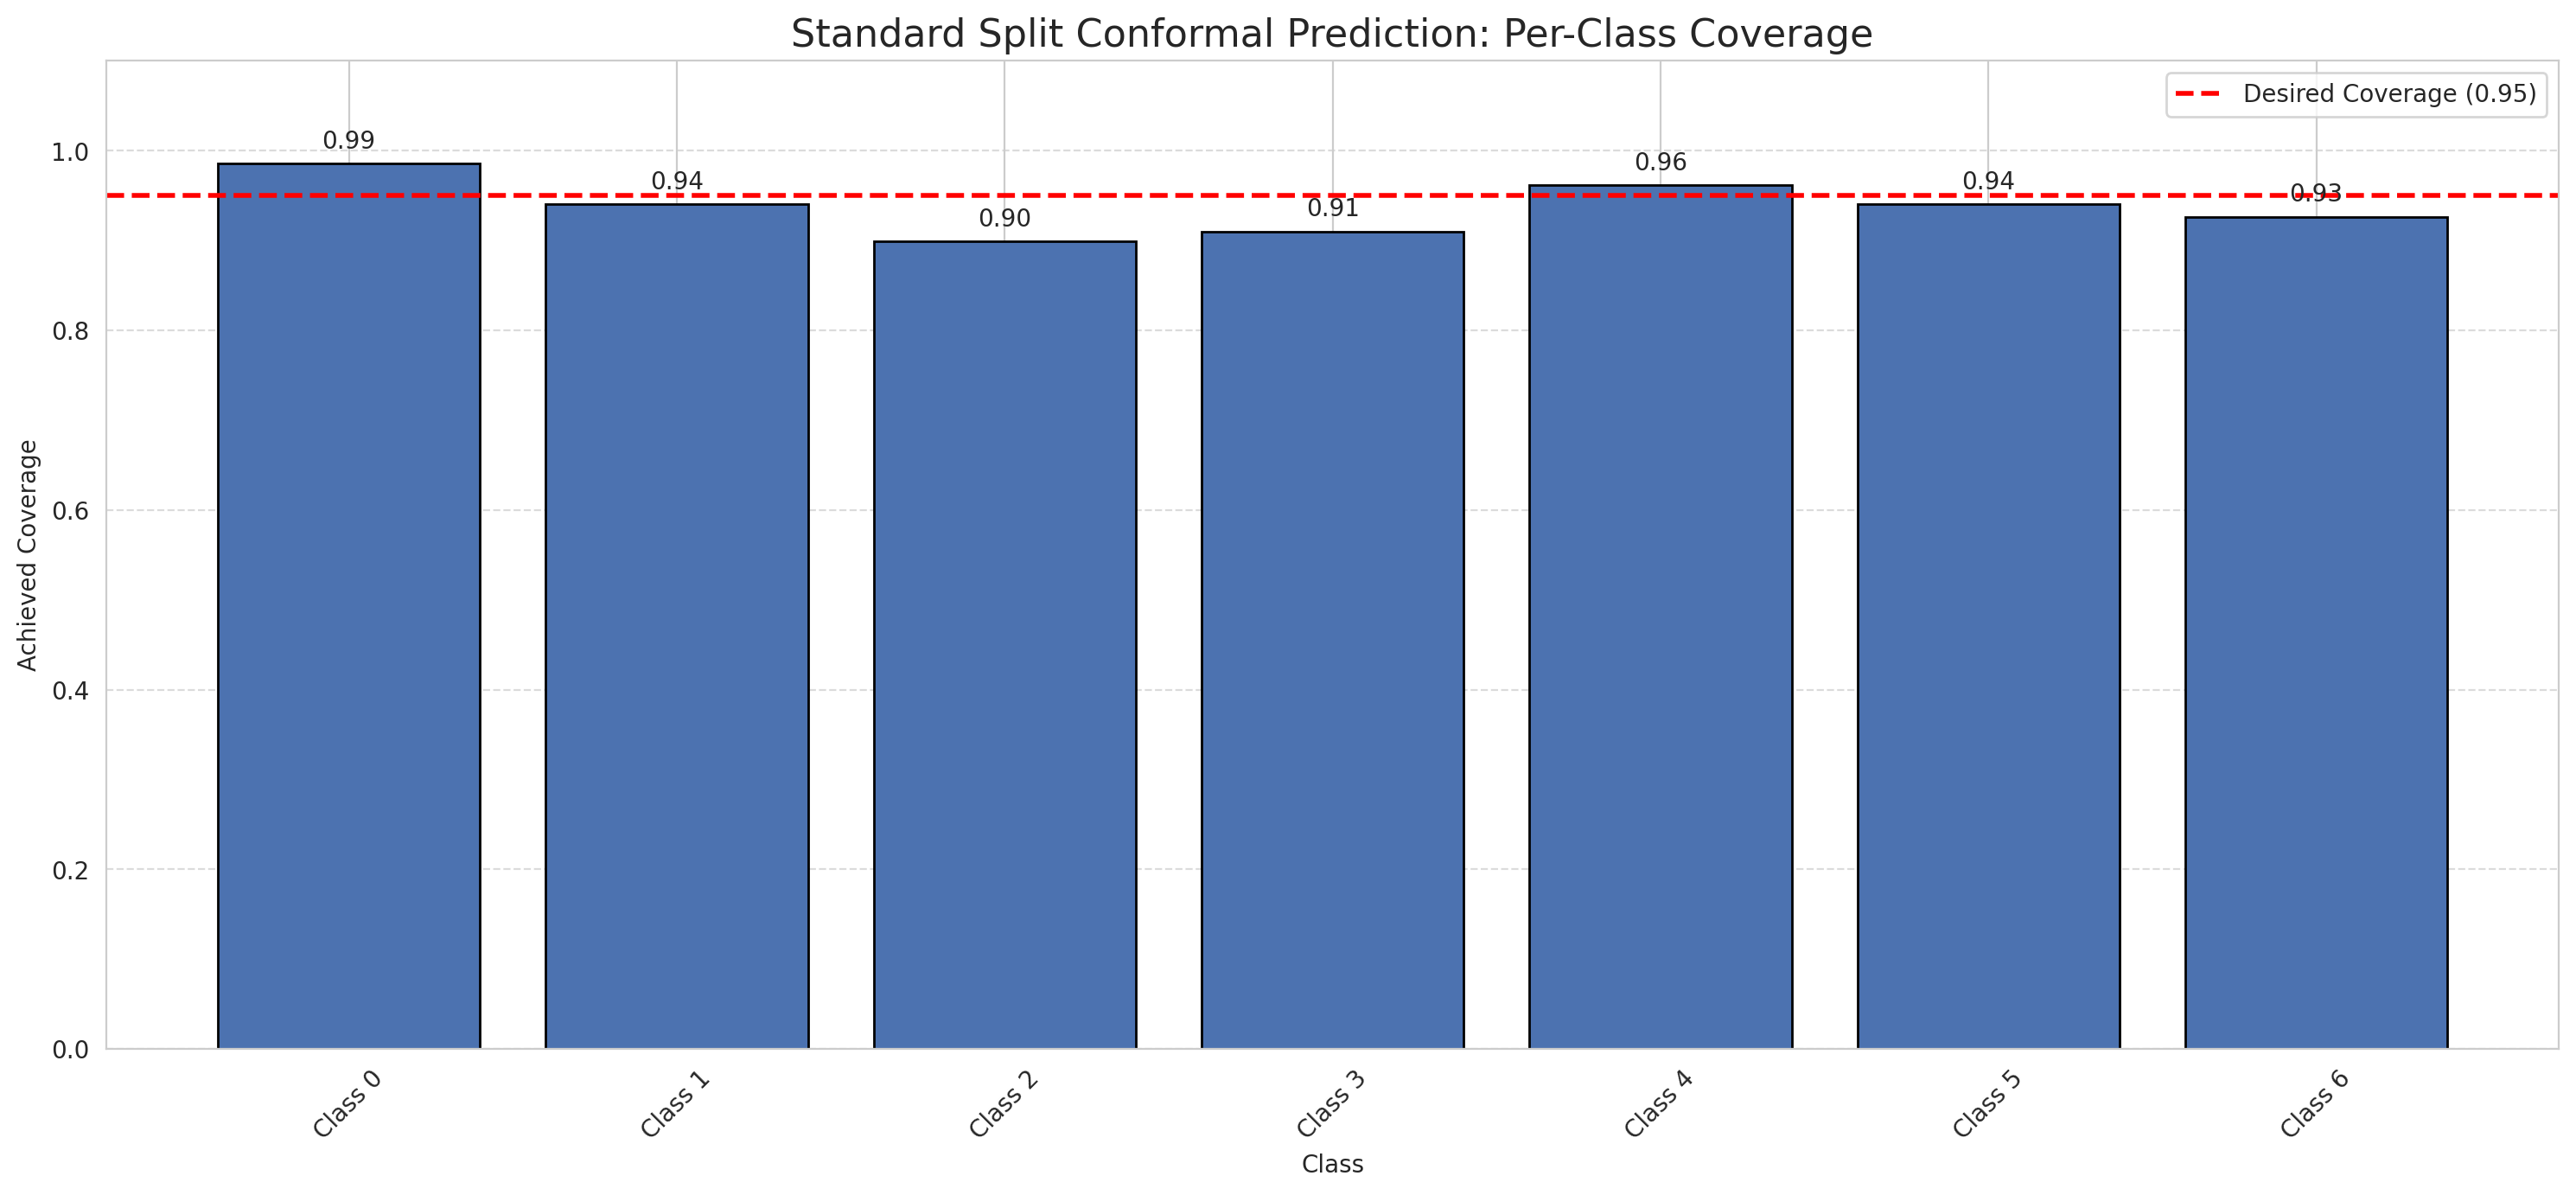 Standard Split Conformal Prediction: Per-Class Coverage
Desired Coverage (0.95)
Achieved Coverage
1.0
0.8
0.6
0.4
0.2
0.0
0.99
0.94
0.90
0.91
0.96
0.94
0.93
Class 0
Class 1
Class 2
Class 3
Class 4
Class 5
Class 6
Class